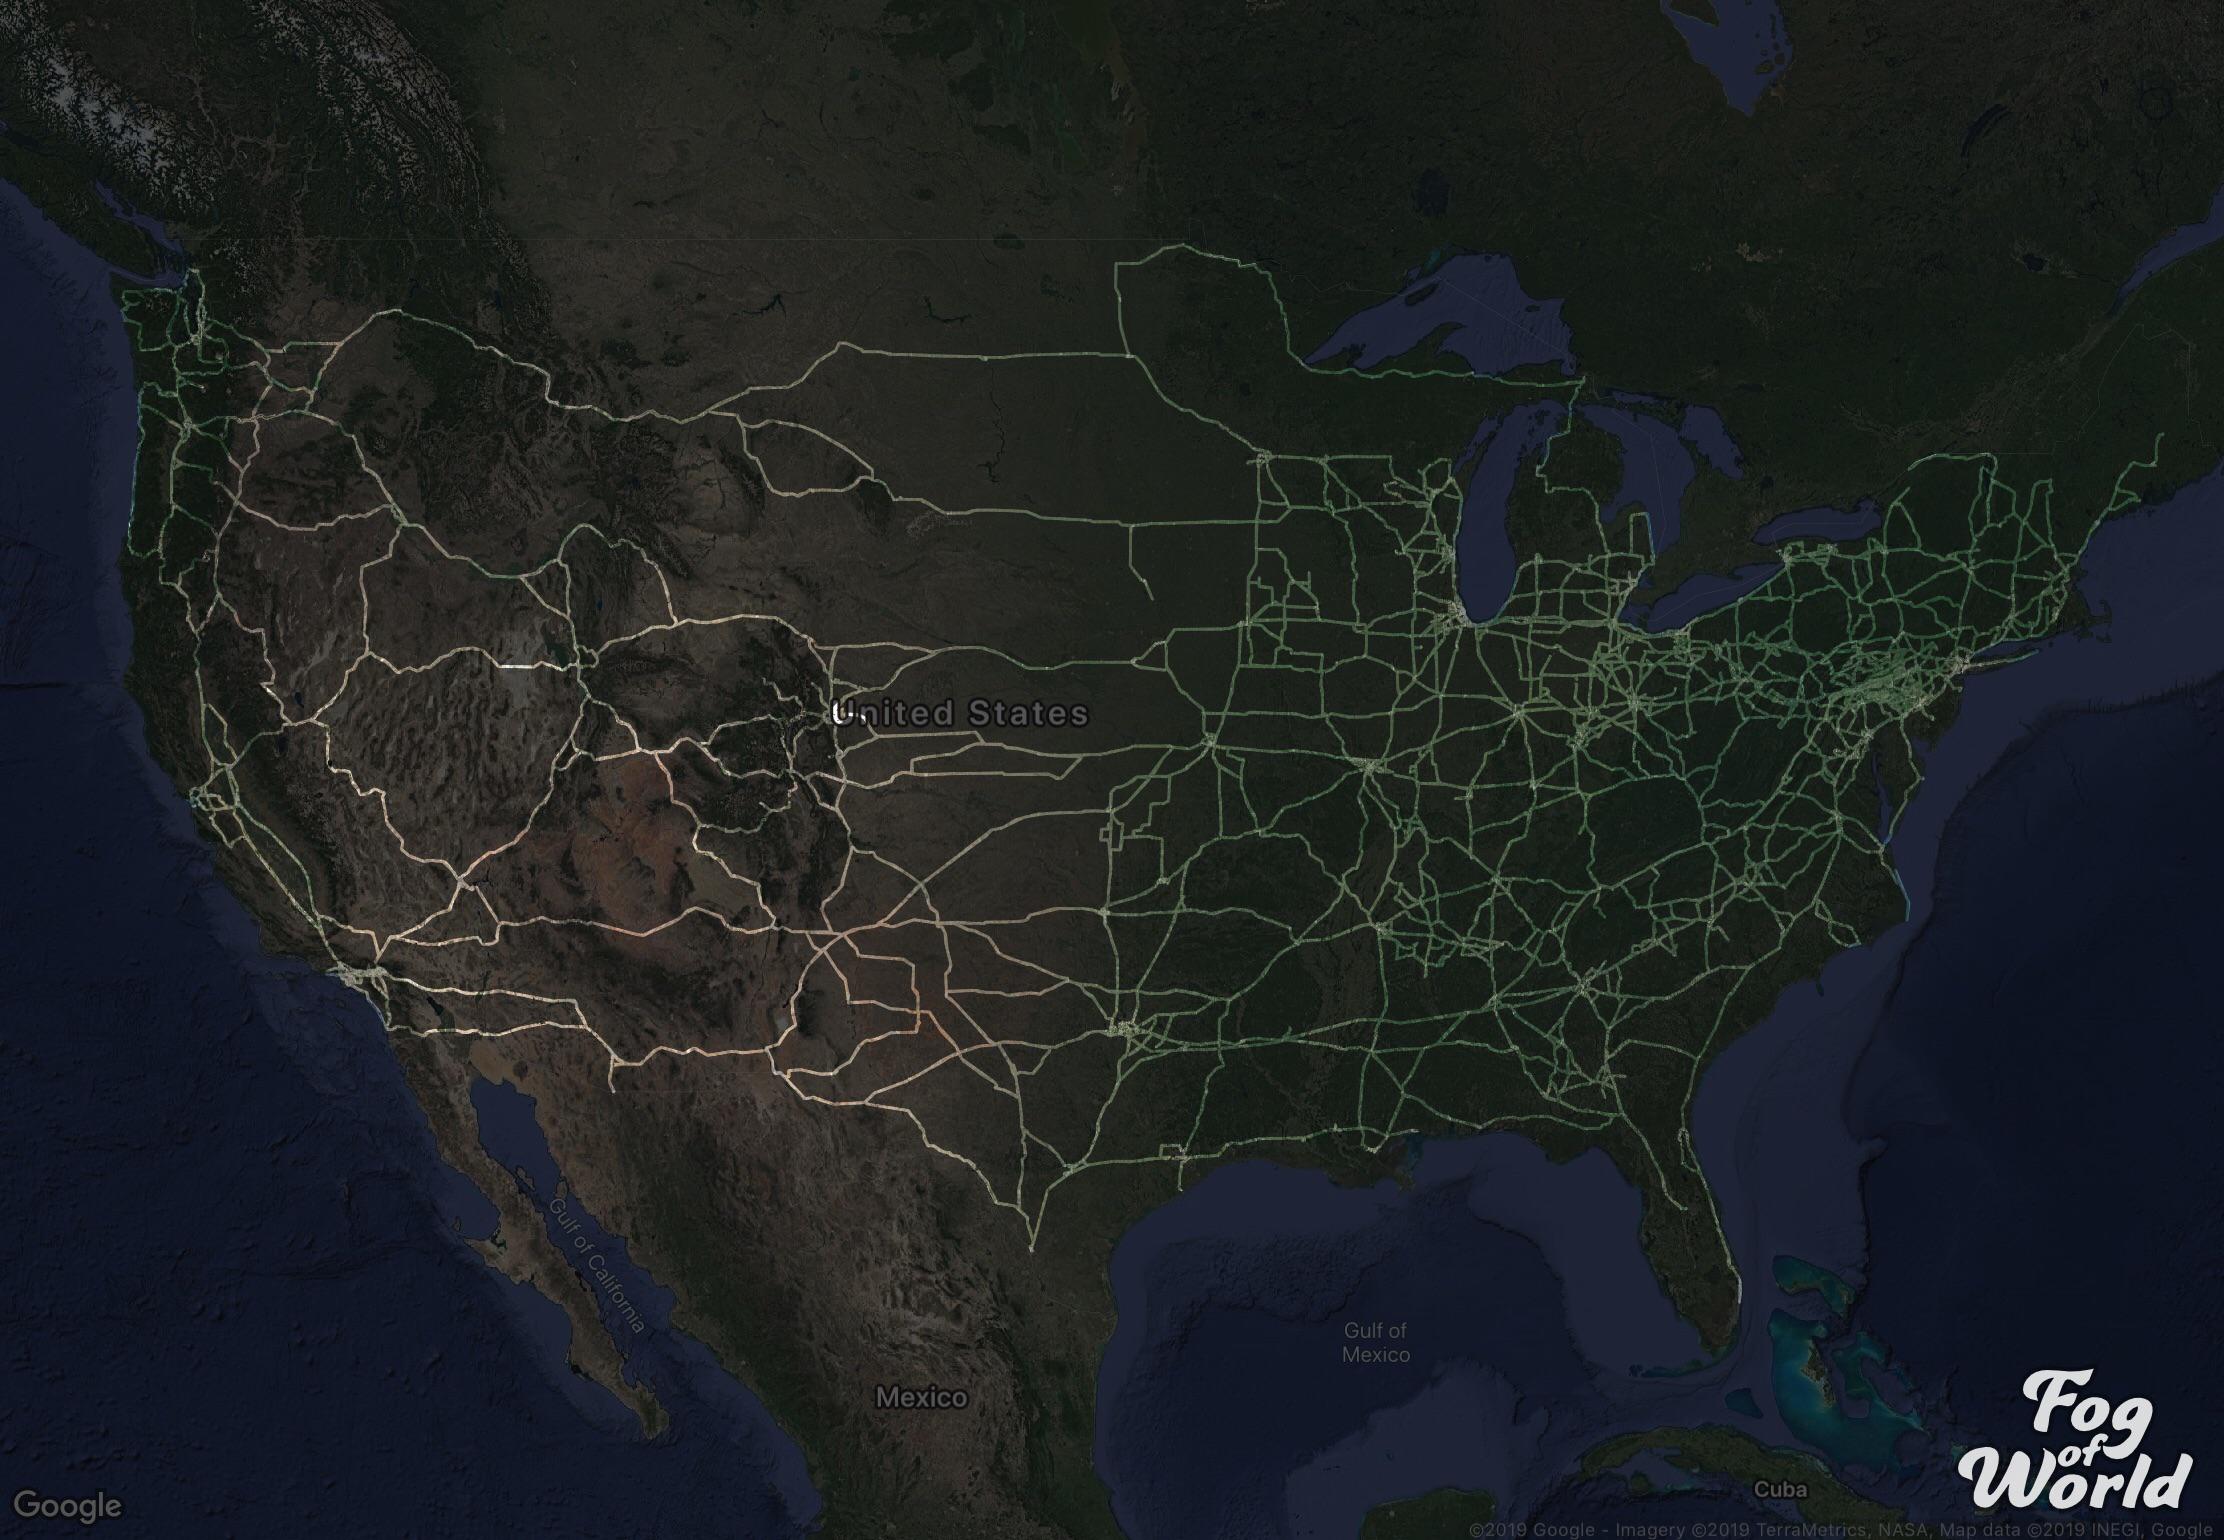 United States
Gulf of California
Gulf of
Mexico
Mexico
Cuba
Fog
of
World
Google
©2019 Google - Imagery ©2019 TerraMetrics, NASA, Map data ©2019 INEGI, Google